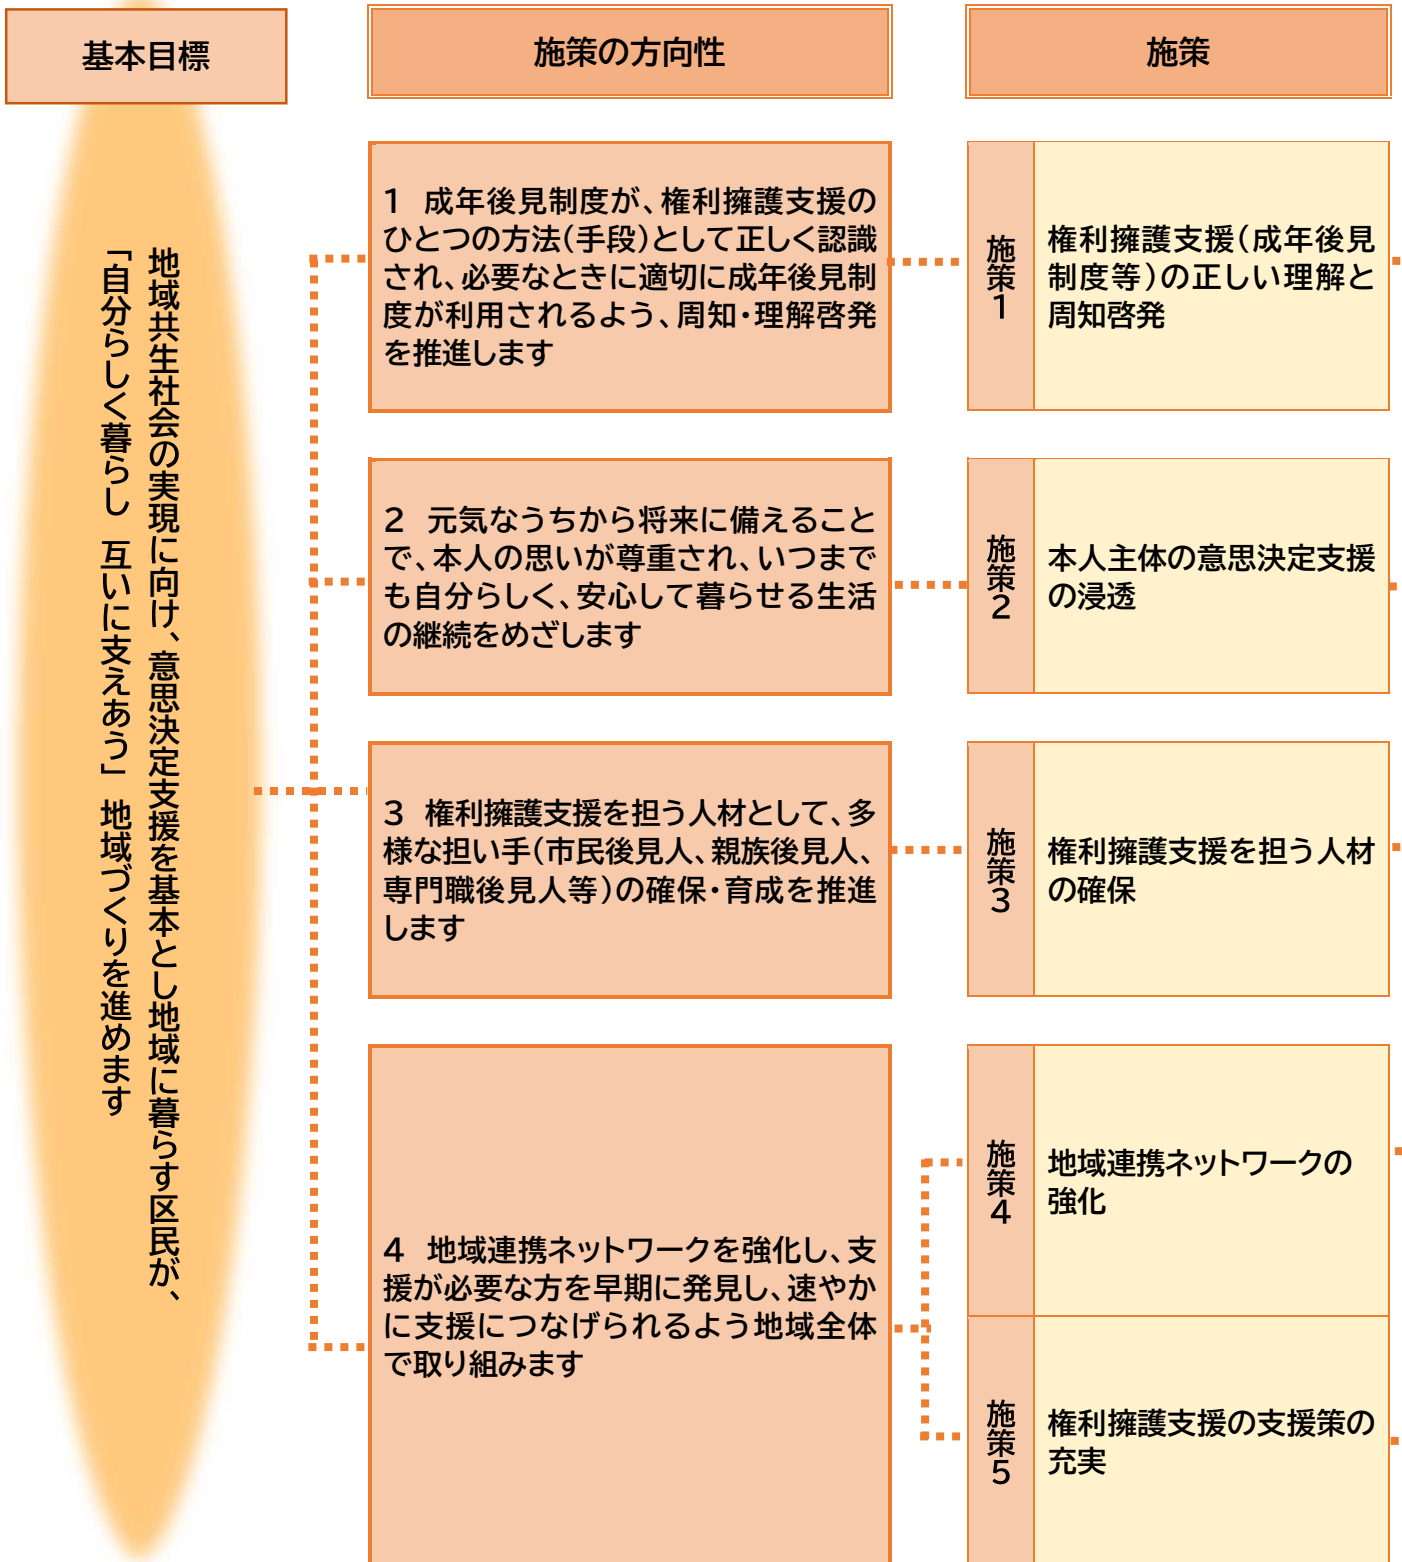 基本目標
施策の方向性
施策
地域共生社会の実現に向け、意思決定支援を基本とし地域に暮らす区民が、
「自分らしく暮らし　互いに支えあう」　地域づくりを進めます
1　成年後見制度が、権利擁護支援の
ひとつの方法（手段）として正しく認識
され、必要なときに適切に成年後見制
度が利用されるよう、周知・理解啓発
を推進します
施策1
権利擁護支援（成年後見
制度等）の正しい理解と
周知啓発
2　元気なうちから将来に備えること
で、本人の思いが尊重され、いつまで
も自分らしく、安心して暮らせる生活
の継続をめざします
施策2
本人主体の意思決定支援
の浸透
3　権利擁護支援を担う人材として、多
様な担い手（市民後見人、親族後見人、
専門職後見人等）の確保・育成を推進
します
施策3
権利擁護支援を担う人材
の確保
4　地域連携ネットワークを強化し、支
援が必要な方を早期に発見し、速やか
に支援につなげられるよう地域全体
で取り組みます
施策4
地域連携ネットワークの
強化
施策5
権利擁護支援の支援策の
充実